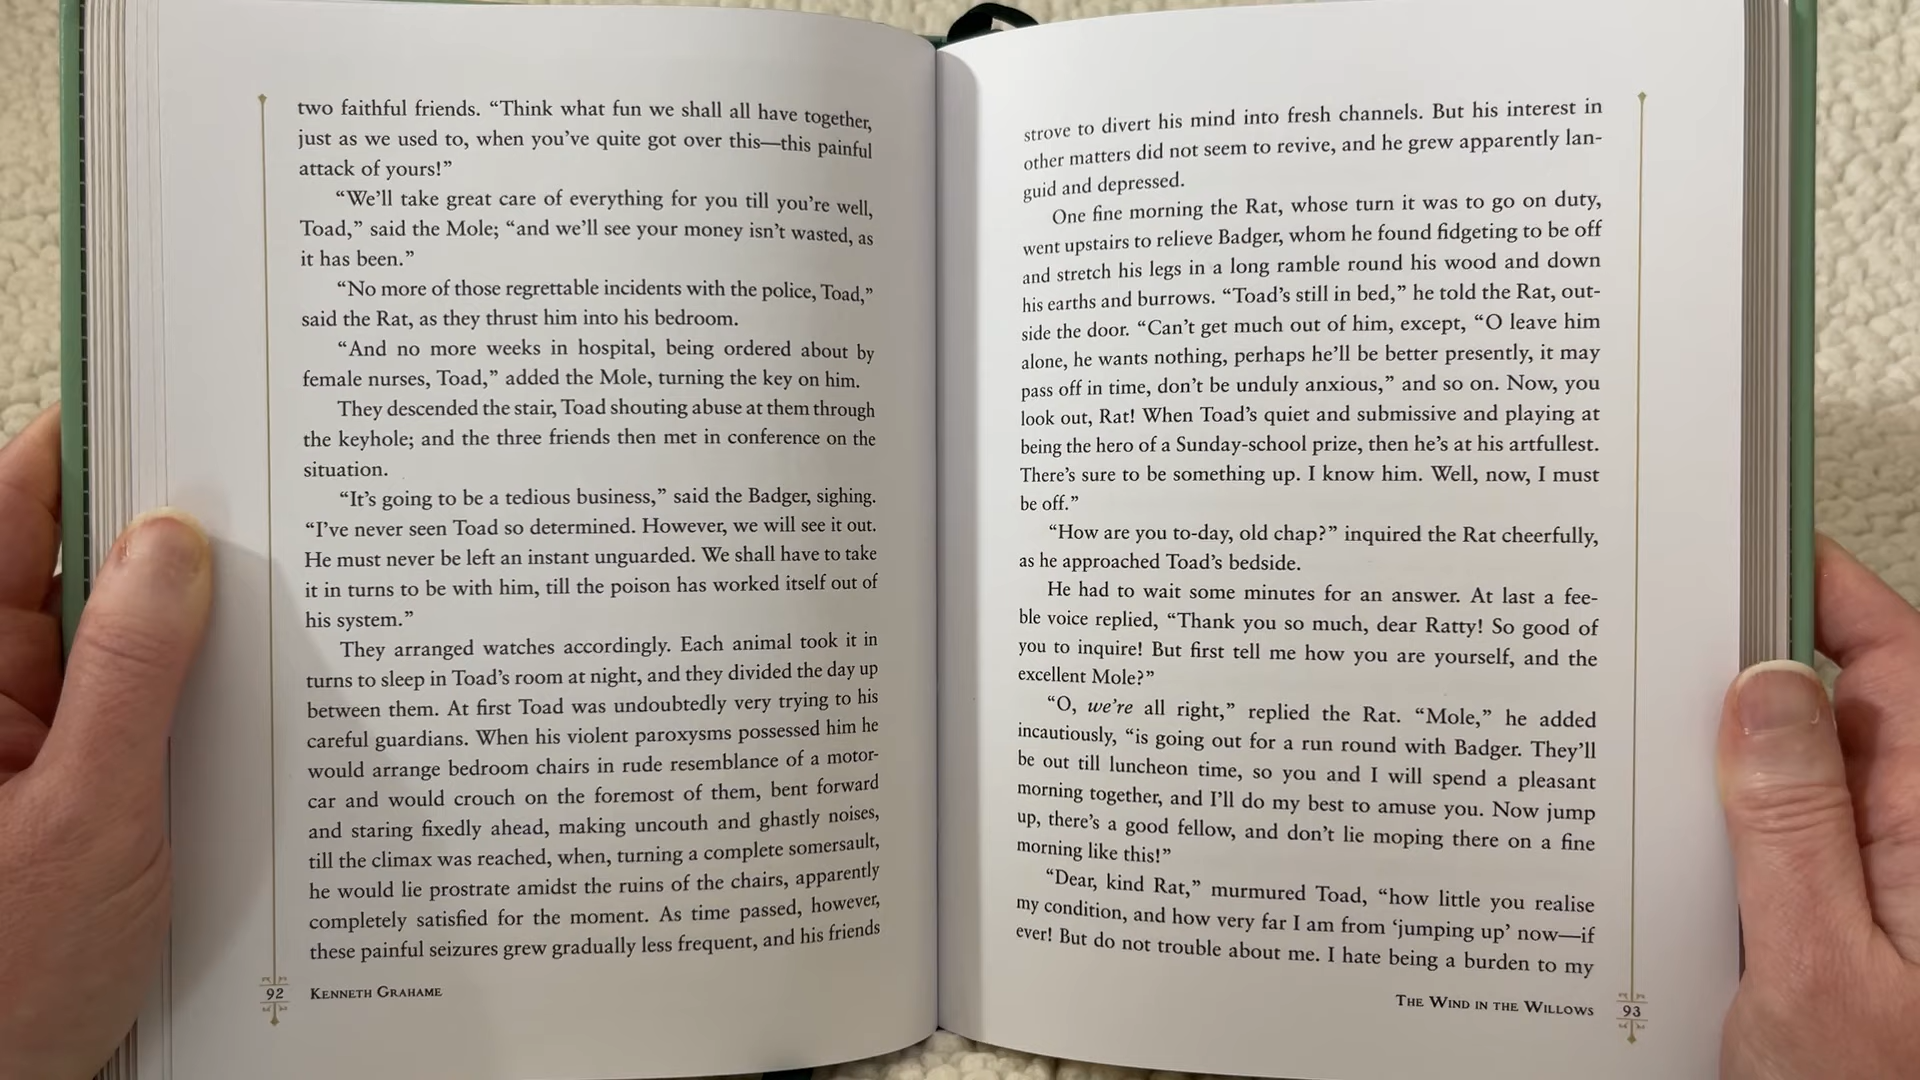 two faithful friends. “Think what fun we shall all have together,
just as we used to, when you’ve quite got over this—this painful
attack of yours!”
“We’ll take great care of everything for you till you’re well,
Toad,” said the Mole; “and we’ll see your money isn’t wasted, as
it has been.”
“No more of those regrettable incidents with the police, Toad,”
said the Rat, as they thrust him into his bedroom.
“And no more weeks in hospital, being ordered about by
female nurses, Toad,” added the Mole, turning the key on him.
They descended the stair, Toad shouting abuse at them through
the keyhole; and the three friends then met in conference on the
situation.
“It’s going to be a tedious business,” said the Badger, sighing.
“I’ve never seen Toad so determined. However, we will see it out.
He must never be left an instant unguarded. We shall have to take
it in turns to be with him, till the poison has worked itself out of
his system.”
They arranged watches accordingly. Each animal took it in
turns to sleep in Toad’s room at night, and they divided the day up
between them. At first Toad was undoubtedly very trying to his
careful guardians. When his violent paroxysms possessed him he
would arrange bedroom chairs in rude resemblance of a motor-
car and would crouch on the foremost of them, bent forward
and staring fixedly ahead, making uncouth and ghastly noises,
till the climax was reached, when, turning a complete somersault,
he would lie prostrate amidst the ruins of the chairs, apparently
completely satisfied for the moment. As time passed, however,
these painful seizures grew gradually less frequent, and his friends
92 Kenneth Grahame
strove to divert his mind into fresh channels. But his interest in
other matters did not seem to revive, and he grew apparently lan-
guid and depressed.
One fine morning the Rat, whose turn it was to go on duty,
went upstairs to relieve Badger, whom he found fidgeting to be off
and stretch his legs in a long ramble round his wood and down
his earths and burrows. “Toad’s still in bed,” he told the Rat, out-
side the door. “Can’t get much out of him, except, “O leave him
alone, he wants nothing, perhaps he’ll be better presently, it may
pass off in time, don’t be unduly anxious,” and so on. Now, you
look out, Rat! When Toad’s quiet and submissive and playing at
being the hero of a Sunday-school prize, then he’s at his artfullest.
There’s sure to be something up. I know him. Well, now, I must
be off.”
“How are you to-day, old chap?” inquired the Rat cheerfully,
as he approached Toad’s bedside.
He had to wait some minutes for an answer. At last a fee-
ble voice replied, “Thank you so much, dear Ratty! So good of
you to inquire! But first tell me how you are yourself, and the
excellent Mole?”
“O, we’re all right,” replied the Rat. “Mole,” he added
incautiously, “is going out for a run round with Badger. They’ll
be out till luncheon time, so you and I will spend a pleasant
morning together, and I’ll do my best to amuse you. Now jump
up, there’s a good fellow, and don’t lie moping there on a fine
morning like this!”
“Dear, kind Rat,” murmured Toad, “how little you realise
my condition, and how very far I am from ‘jumping up’ now—if
ever! But do not trouble about me. I hate being a burden to my
The Wind in the Willows 93